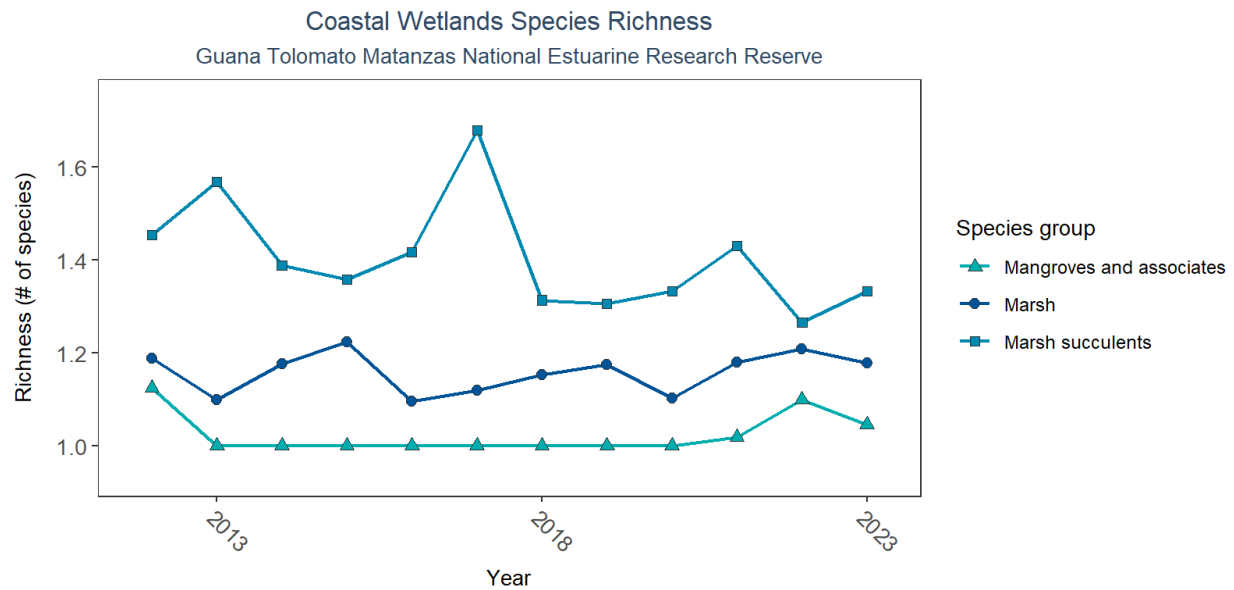 Coastal Wetlands Species Richness
Guana Tolomato Matanzas National Estuarine Research Reserve
Richness (# of species)
1.6
1.4
1.2
1.0
2013
2018
2023
Year
Species group
Mangroves and associates
Marsh
Marsh succulents